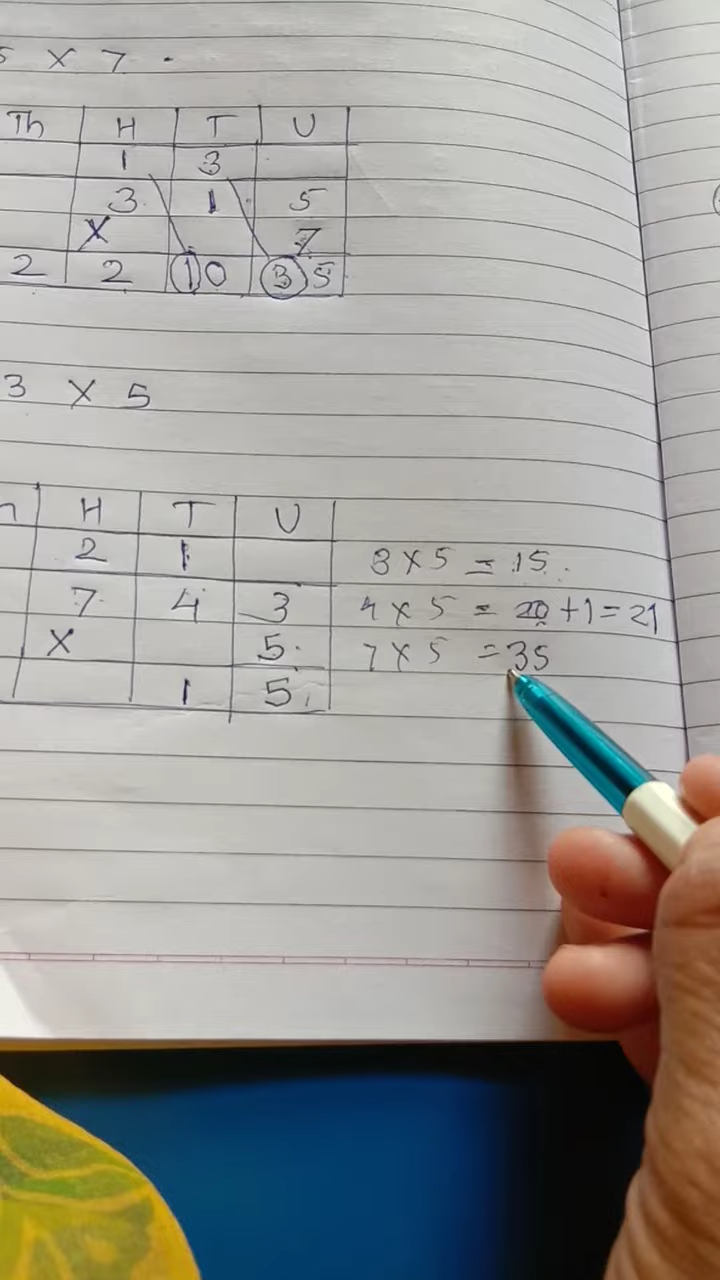 5 X 7 .
Th H T U
1 3
3 1 5
X 7
2 2 10 35
3 X 5
H T U
2 1
7 4 3
X 5.
1 5
3 X 5 = 15.
4 X 5 = 20 + 1 = 21
7 X 5 = 35